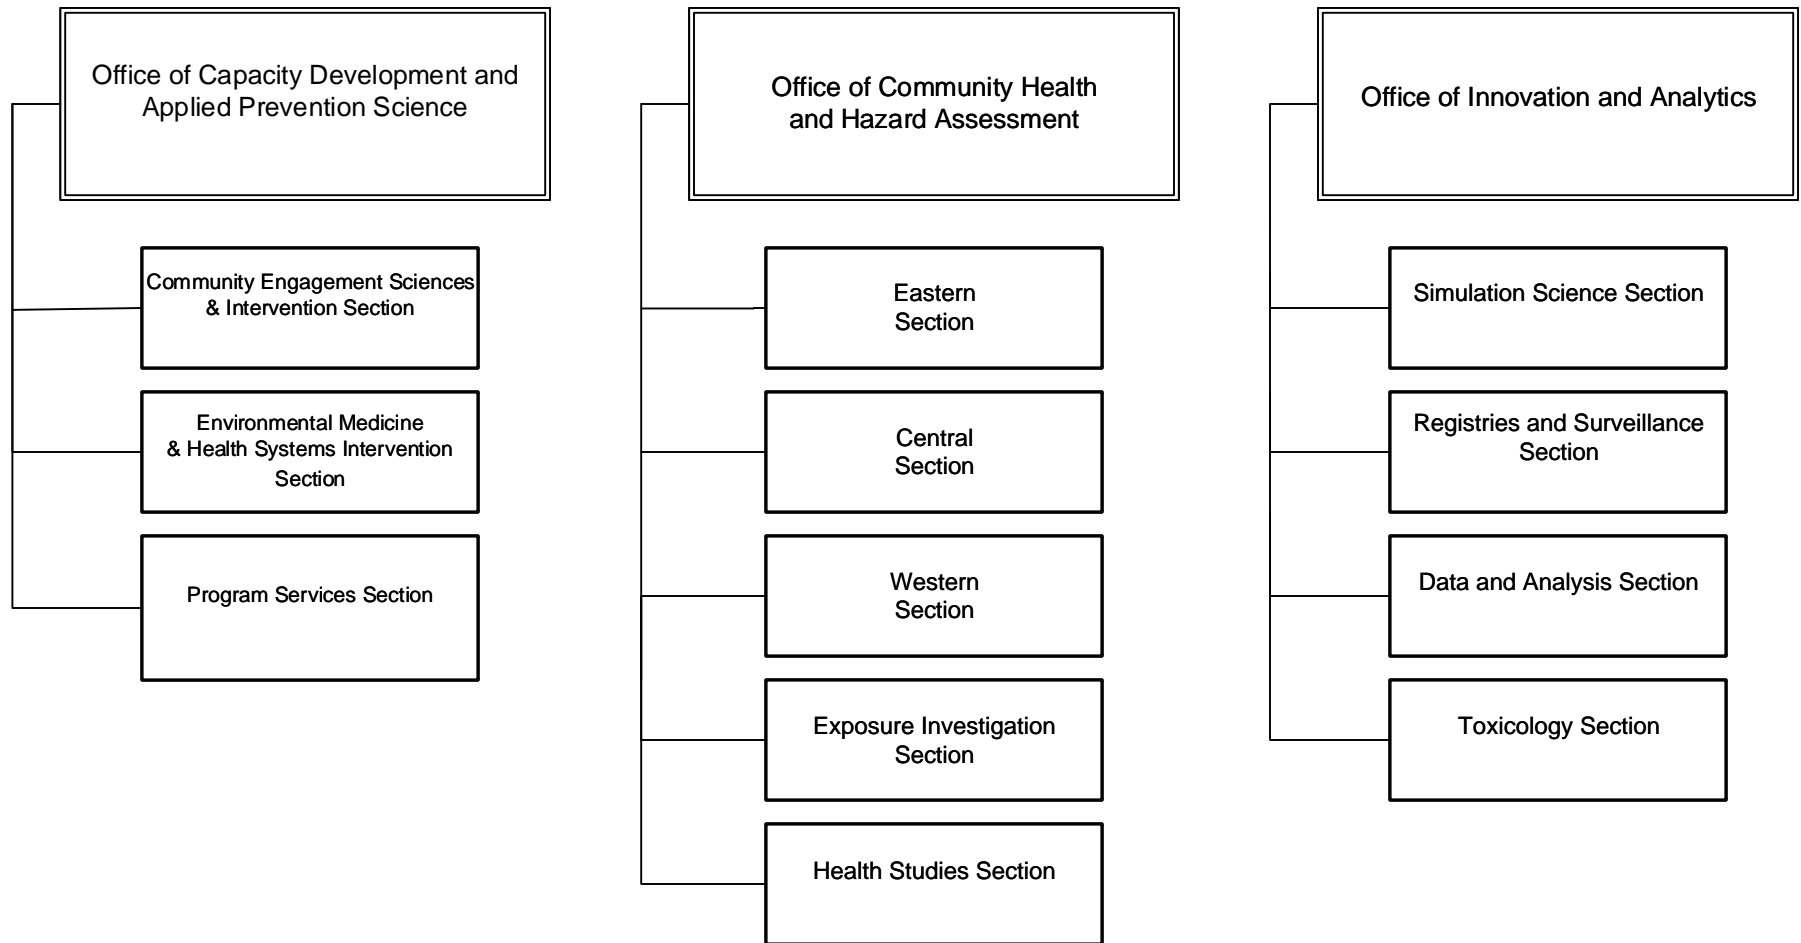 Office of Capacity Development and
Applied Prevention Science
Community Engagement Sciences
& Intervention Section
Environmental Medicine
& Health Systems Intervention
Section
Program Services Section
Office of Community Health
and Hazard Assessment
Eastern
Section
Central
Section
Western
Section
Exposure Investigation
Section
Health Studies Section
Office of Innovation and Analytics
Simulation Science Section
Registries and Surveillance
Section
Data and Analysis Section
Toxicology Section